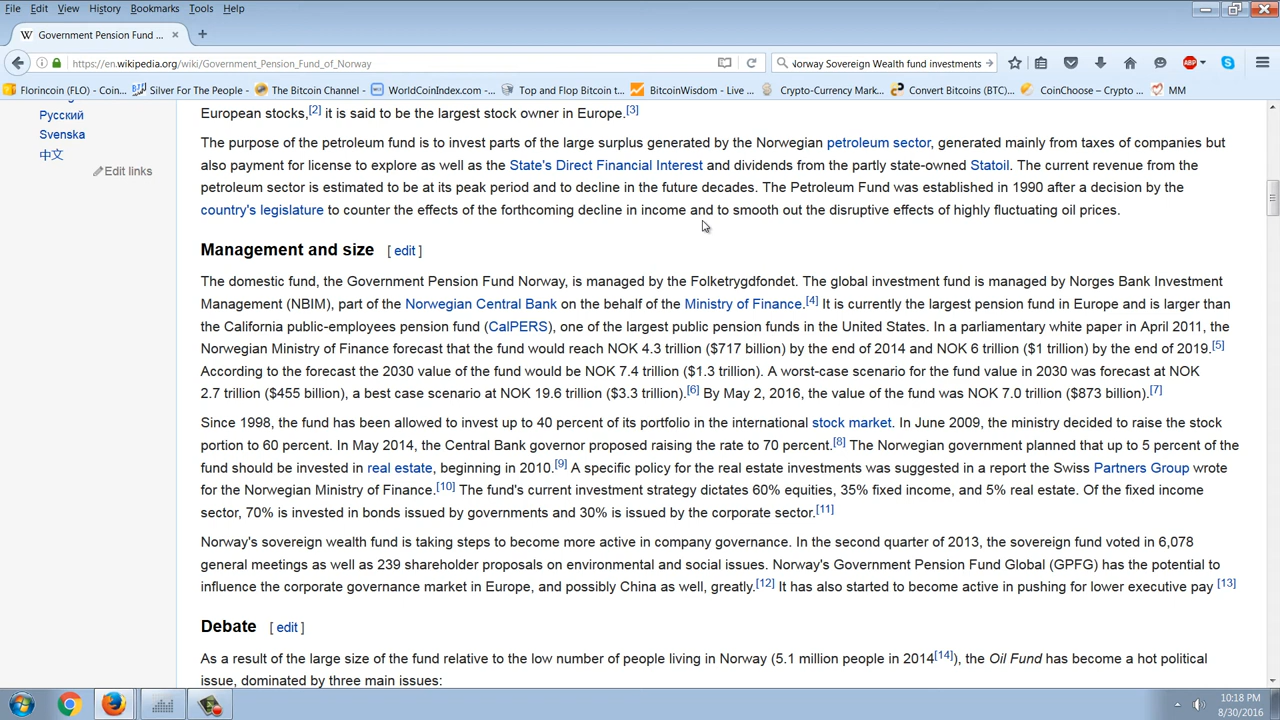 File Edit View History Bookmarks Tools Help
W Government Pension Fund ... × +
https://en.wikipedia.org/wiki/Government_Pension_Fund_of_Norway
Norway Sovereign Wealth fund investments
ABP
Florincoin (FLO) - Coin... Silver For The People - ... The Bitcoin Channel - ... WorldCoinIndex.com -... Top and Flop Bitcoin t... BitcoinWisdom - Live ... Crypto-Currency Mark... Convert Bitcoins (BTC)... CoinChoose – Crypto ... MM
Русский
Svenska
中文
Edit links
European stocks,[2] it is said to be the largest stock owner in Europe.[3]
The purpose of the petroleum fund is to invest parts of the large surplus generated by the Norwegian petroleum sector, generated mainly from taxes of companies but
also payment for license to explore as well as the State's Direct Financial Interest and dividends from the partly state-owned Statoil. The current revenue from the
petroleum sector is estimated to be at its peak period and to decline in the future decades. The Petroleum Fund was established in 1990 after a decision by the
country's legislature to counter the effects of the forthcoming decline in income and to smooth out the disruptive effects of highly fluctuating oil prices.
Management and size [ edit ]
The domestic fund, the Government Pension Fund Norway, is managed by the Folketrygdfondet. The global investment fund is managed by Norges Bank Investment
Management (NBIM), part of the Norwegian Central Bank on the behalf of the Ministry of Finance.[4] It is currently the largest pension fund in Europe and is larger than
the California public-employees pension fund (CalPERS), one of the largest public pension funds in the United States. In a parliamentary white paper in April 2011, the
Norwegian Ministry of Finance forecast that the fund would reach NOK 4.3 trillion ($717 billion) by the end of 2014 and NOK 6 trillion ($1 trillion) by the end of 2019.[5]
According to the forecast the 2030 value of the fund would be NOK 7.4 trillion ($1.3 trillion). A worst-case scenario for the fund value in 2030 was forecast at NOK
2.7 trillion ($455 billion), a best case scenario at NOK 19.6 trillion ($3.3 trillion).[6] By May 2, 2016, the value of the fund was NOK 7.0 trillion ($873 billion).[7]
Since 1998, the fund has been allowed to invest up to 40 percent of its portfolio in the international stock market. In June 2009, the ministry decided to raise the stock
portion to 60 percent. In May 2014, the Central Bank governor proposed raising the rate to 70 percent.[8] The Norwegian government planned that up to 5 percent of the
fund should be invested in real estate, beginning in 2010.[9] A specific policy for the real estate investments was suggested in a report the Swiss Partners Group wrote
for the Norwegian Ministry of Finance.[10] The fund's current investment strategy dictates 60% equities, 35% fixed income, and 5% real estate. Of the fixed income
sector, 70% is invested in bonds issued by governments and 30% is issued by the corporate sector.[11]
Norway's sovereign wealth fund is taking steps to become more active in company governance. In the second quarter of 2013, the sovereign fund voted in 6,078
general meetings as well as 239 shareholder proposals on environmental and social issues. Norway's Government Pension Fund Global (GPFG) has the potential to
influence the corporate governance market in Europe, and possibly China as well, greatly.[12] It has also started to become active in pushing for lower executive pay [13]
Debate [ edit ]
As a result of the large size of the fund relative to the low number of people living in Norway (5.1 million people in 2014[14]), the Oil Fund has become a hot political
issue, dominated by three main issues:
10:18 PM
8/30/2016